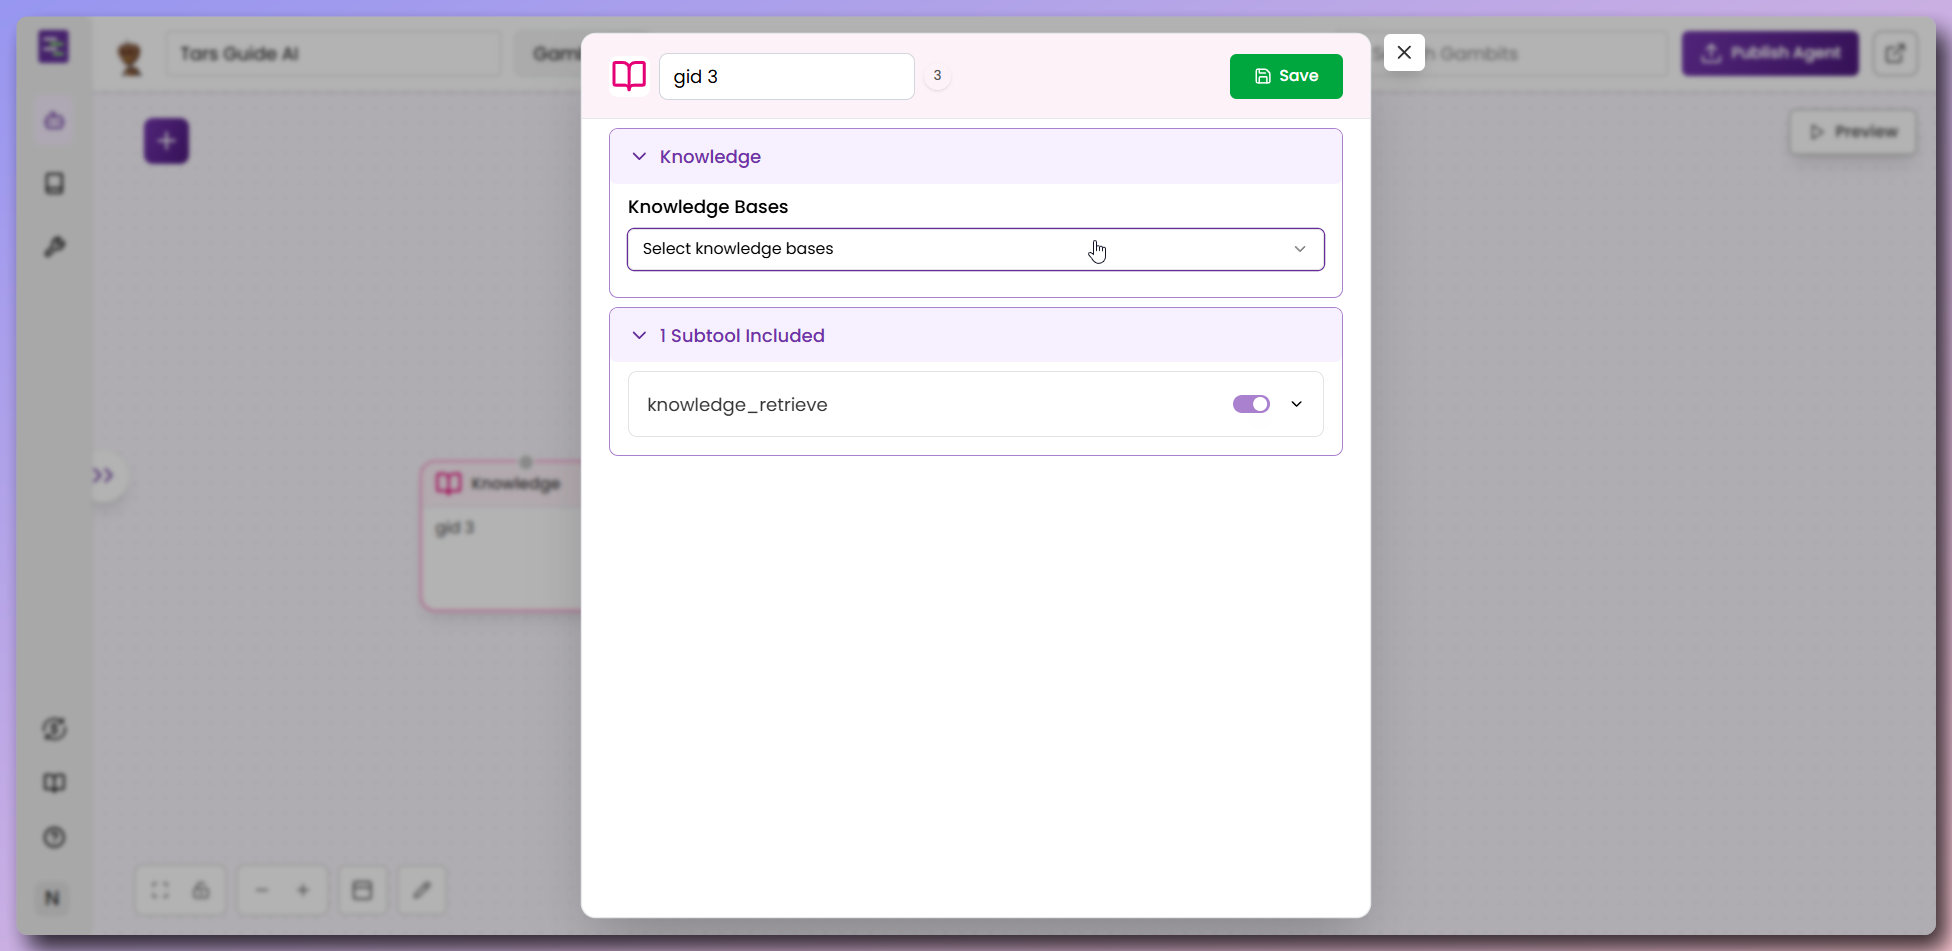 Tars Guide AI
Gam
gid 3
3
Save
Gambits
Publish Agent
Preview
Knowledge
Knowledge Bases
Select knowledge bases
1 Subtool Included
knowledge_retrieve
Knowledge
gid 3
N